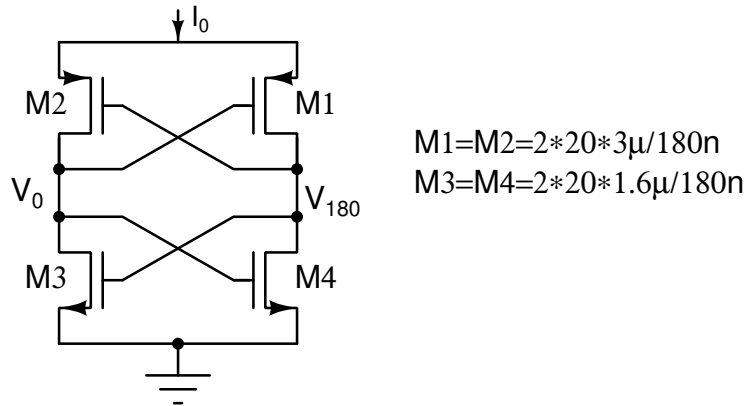 I₀
M2 M1
M1=M2=2*20*3μ/180n
V₀ V₁₈₀
M3=M4=2*20*1.6μ/180n
M3 M4